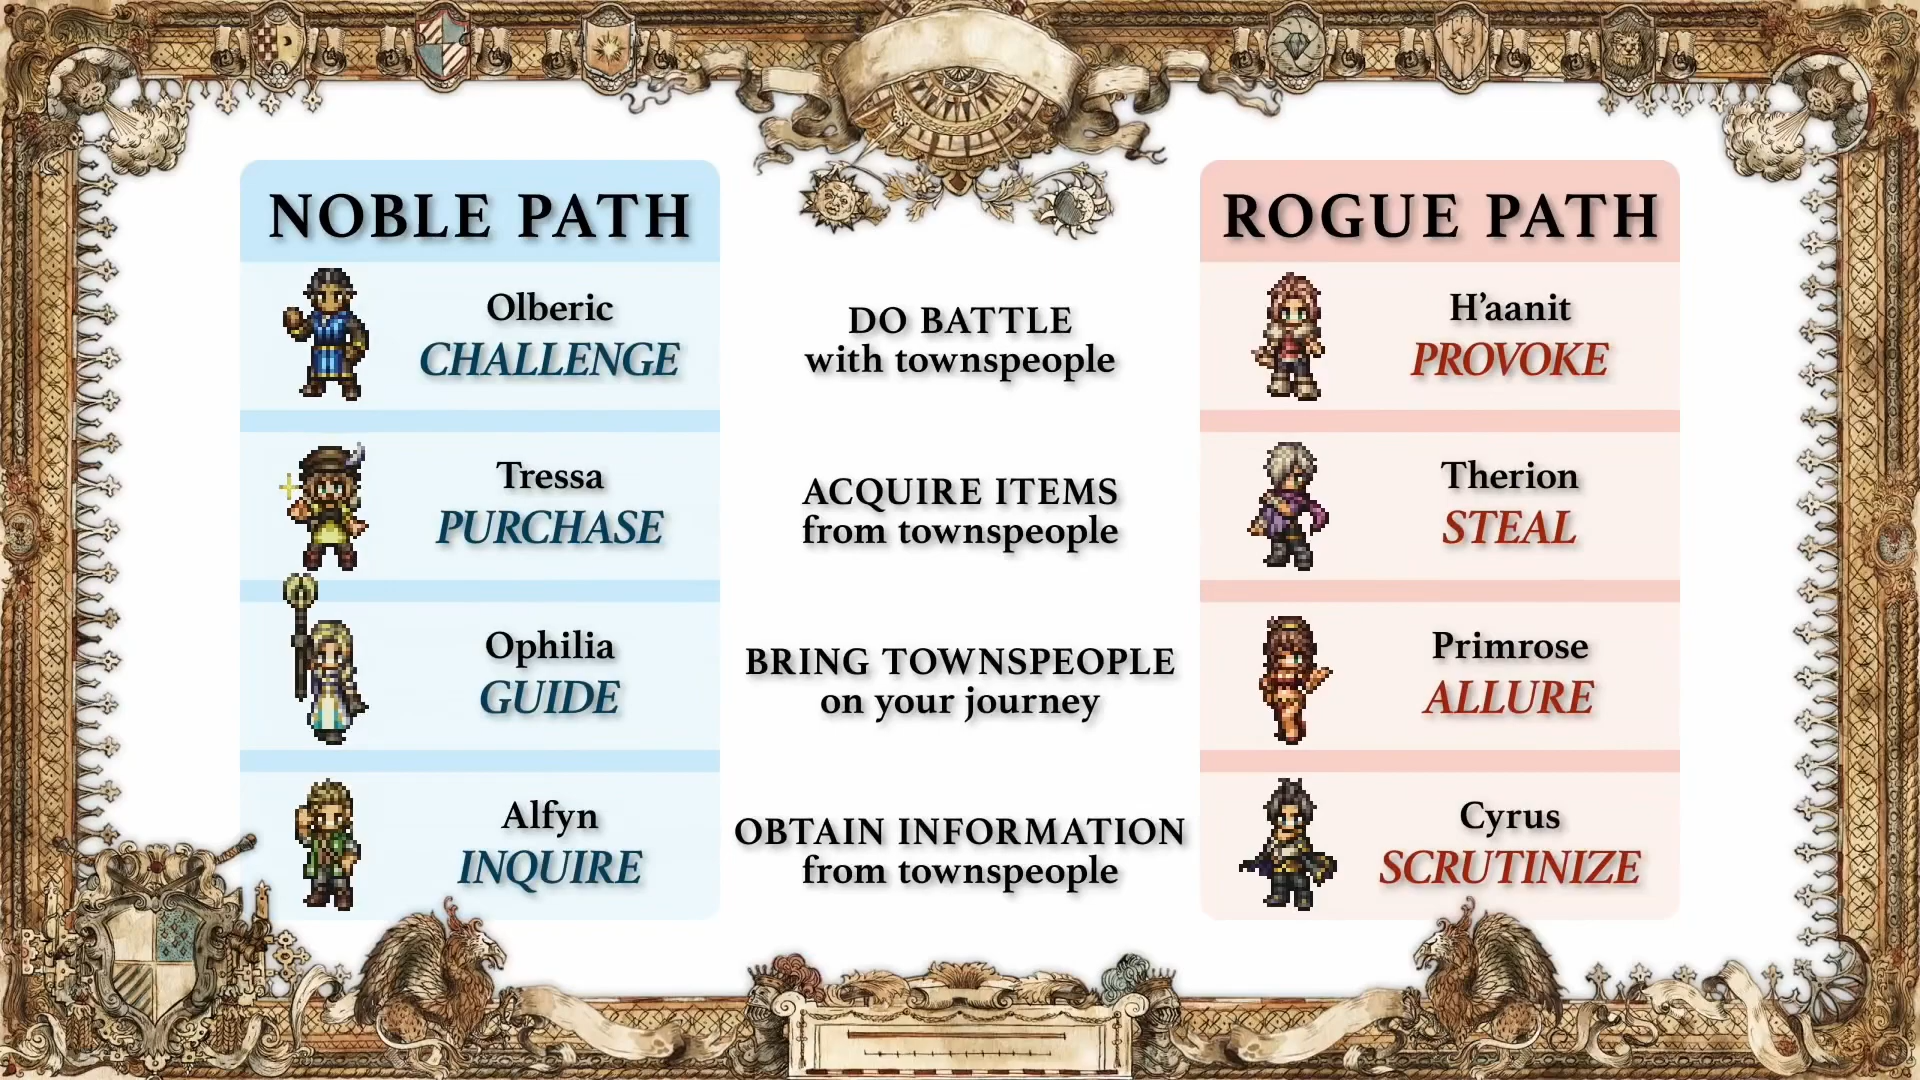 NOBLE PATH
Olberic
CHALLENGE
Tressa
PURCHASE
Ophilia
GUIDE
Alfyn
INQUIRE
DO BATTLE
with townspeople
ACQUIRE ITEMS
from townspeople
BRING TOWNSPEOPLE
on your journey
OBTAIN INFORMATION
from townspeople
ROGUE PATH
H’aanit
PROVOKE
Therion
STEAL
Primrose
ALLURE
Cyrus
SCRUTINIZE